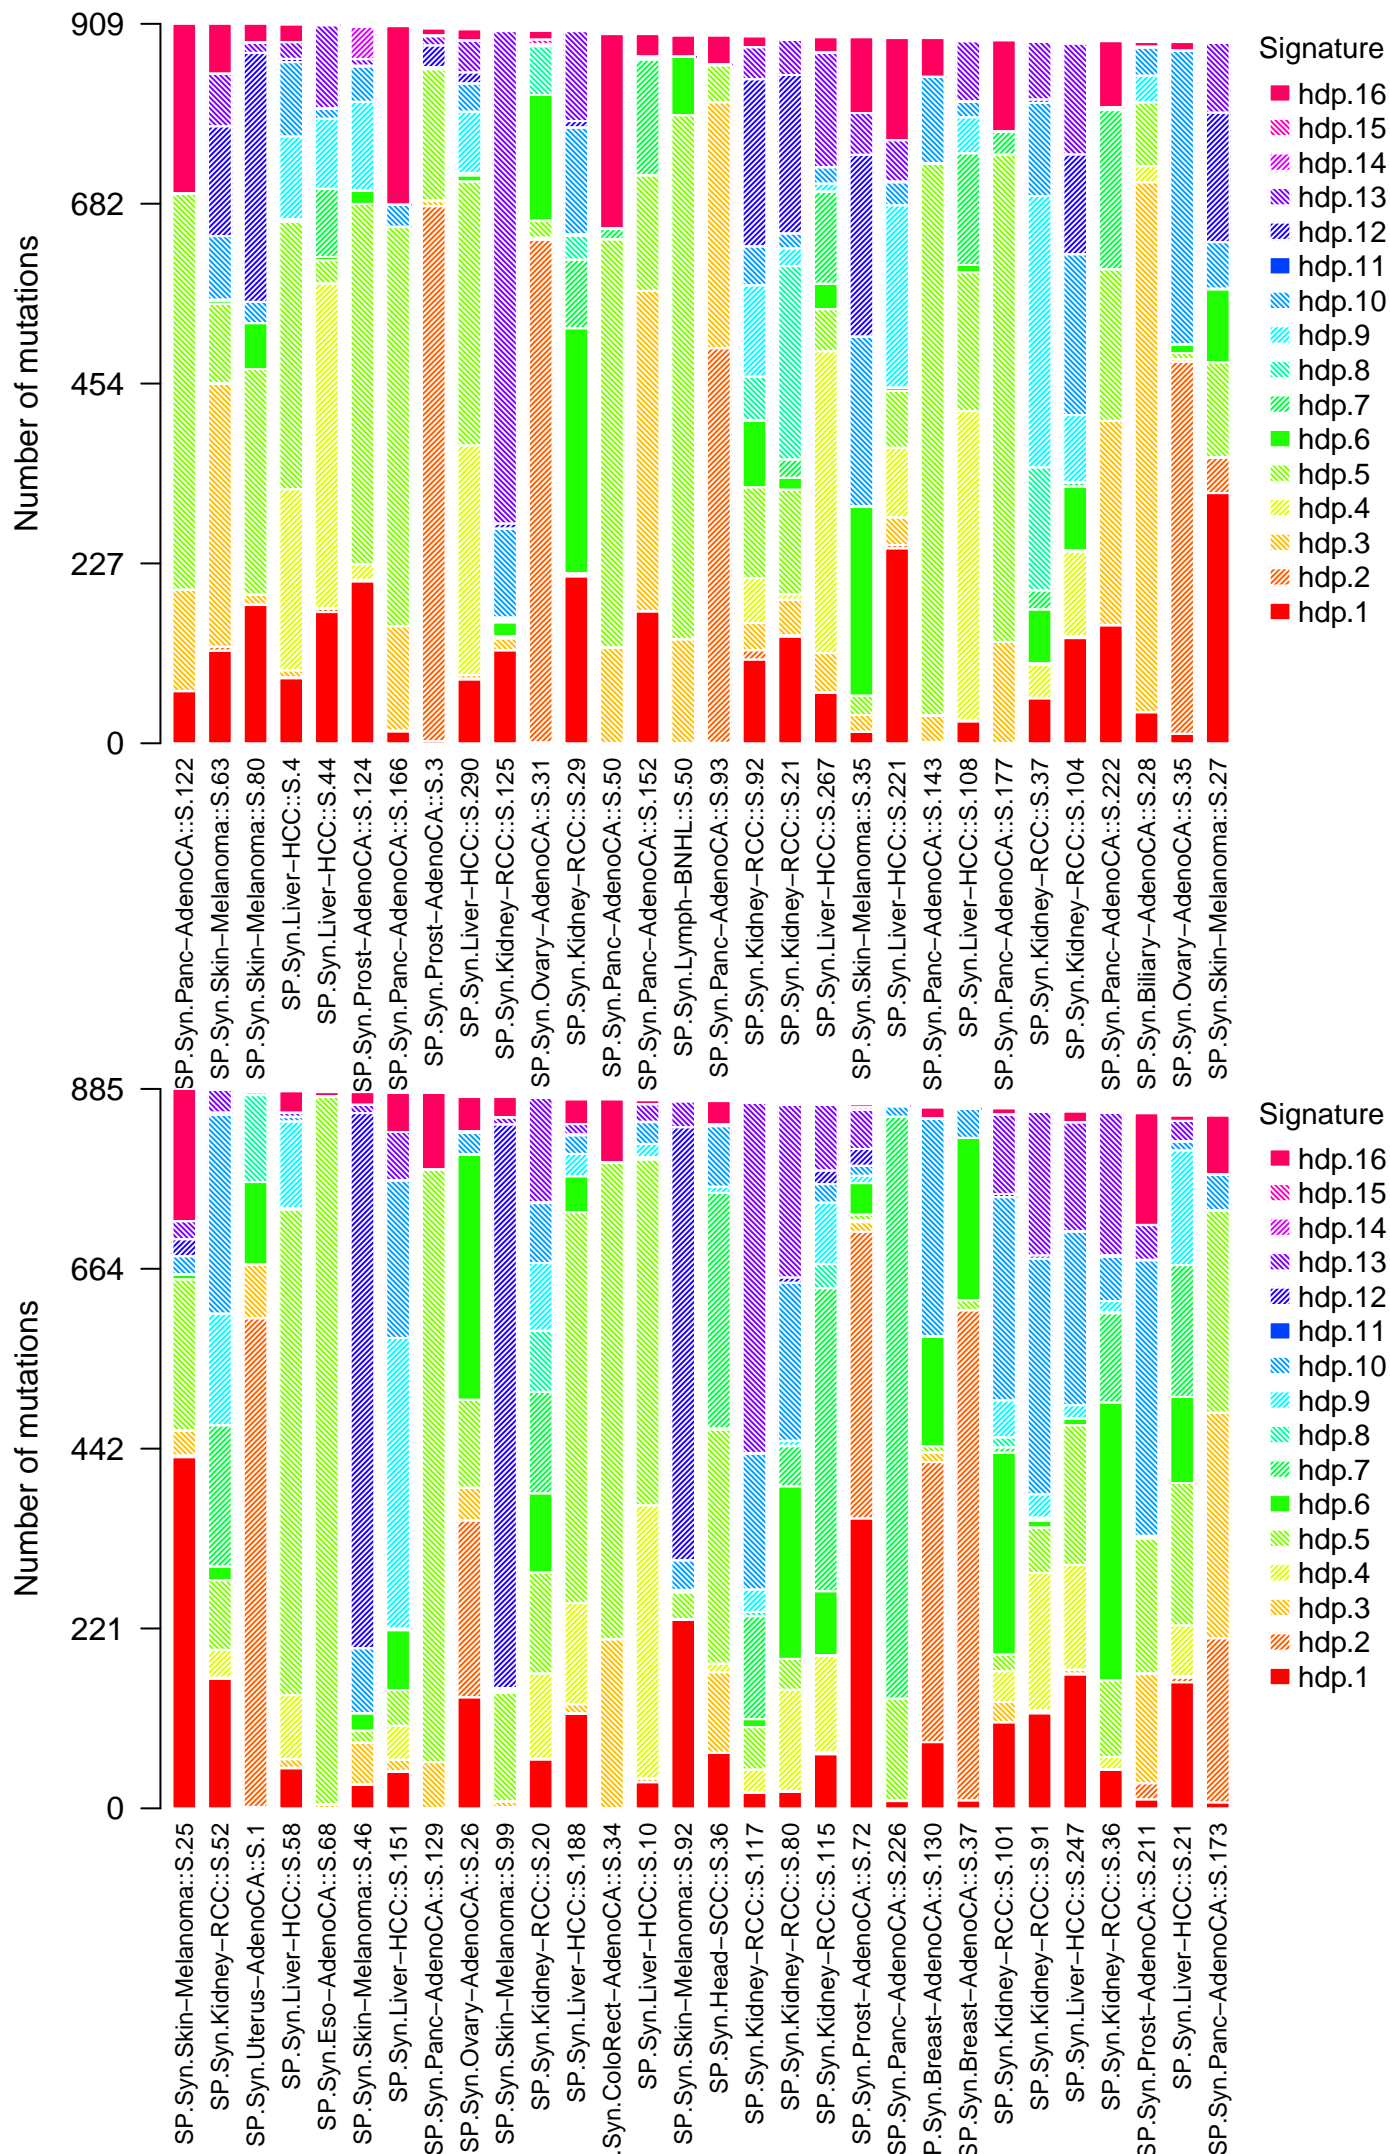 Number of mutations
909
682
454
227
0
Signature
hdp.16
hdp.15
hdp.14
hdp.13
hdp.12
hdp.11
hdp.10
hdp.9
hdp.8
hdp.7
hdp.6
hdp.5
hdp.4
hdp.3
hdp.2
hdp.1
SP.Syn.Panc−AdenoCA::S.122
SP.Syn.Skin−Melanoma::S.63
SP.Syn.Skin−Melanoma::S.80
SP.Syn.Liver−HCC::S.4
SP.Syn.Liver−HCC::S.44
SP.Syn.Prost−AdenoCA::S.124
SP.Syn.Panc−AdenoCA::S.166
SP.Syn.Prost−AdenoCA::S.3
SP.Syn.Liver−HCC::S.290
SP.Syn.Kidney−RCC::S.125
SP.Syn.Ovary−AdenoCA::S.31
SP.Syn.Kidney−RCC::S.29
SP.Syn.Panc−AdenoCA::S.50
SP.Syn.Panc−AdenoCA::S.152
SP.Syn.Lymph−BNHL::S.50
SP.Syn.Panc−AdenoCA::S.93
SP.Syn.Kidney−RCC::S.92
SP.Syn.Kidney−RCC::S.21
SP.Syn.Liver−HCC::S.267
SP.Syn.Skin−Melanoma::S.35
SP.Syn.Liver−HCC::S.221
SP.Syn.Panc−AdenoCA::S.143
SP.Syn.Liver−HCC::S.108
SP.Syn.Panc−AdenoCA::S.177
SP.Syn.Kidney−RCC::S.37
SP.Syn.Kidney−RCC::S.104
SP.Syn.Panc−AdenoCA::S.222
SP.Syn.Biliary−AdenoCA::S.28
SP.Syn.Ovary−AdenoCA::S.35
SP.Syn.Skin−Melanoma::S.27
Number of mutations
885
664
442
221
0
Signature
hdp.16
hdp.15
hdp.14
hdp.13
hdp.12
hdp.11
hdp.10
hdp.9
hdp.8
hdp.7
hdp.6
hdp.5
hdp.4
hdp.3
hdp.2
hdp.1
SP.Syn.Skin−Melanoma::S.25
SP.Syn.Kidney−RCC::S.52
SP.Syn.Uterus−AdenoCA::S.1
SP.Syn.Liver−HCC::S.58
SP.Syn.Eso−AdenoCA::S.68
SP.Syn.Skin−Melanoma::S.46
SP.Syn.Liver−HCC::S.151
SP.Syn.Panc−AdenoCA::S.129
SP.Syn.Ovary−AdenoCA::S.26
SP.Syn.Skin−Melanoma::S.99
SP.Syn.Kidney−RCC::S.20
SP.Syn.Liver−HCC::S.188
.Syn.ColoRect−AdenoCA::S.34
SP.Syn.Liver−HCC::S.10
SP.Syn.Skin−Melanoma::S.92
SP.Syn.Head−SCC::S.36
SP.Syn.Kidney−RCC::S.117
SP.Syn.Kidney−RCC::S.80
SP.Syn.Kidney−RCC::S.115
SP.Syn.Prost−AdenoCA::S.72
SP.Syn.Panc−AdenoCA::S.226
SP.Syn.Breast−AdenoCA::S.130
SP.Syn.Breast−AdenoCA::S.37
SP.Syn.Kidney−RCC::S.101
SP.Syn.Kidney−RCC::S.91
SP.Syn.Liver−HCC::S.247
SP.Syn.Kidney−RCC::S.36
SP.Syn.Prost−AdenoCA::S.211
SP.Syn.Liver−HCC::S.21
SP.Syn.Panc−AdenoCA::S.173